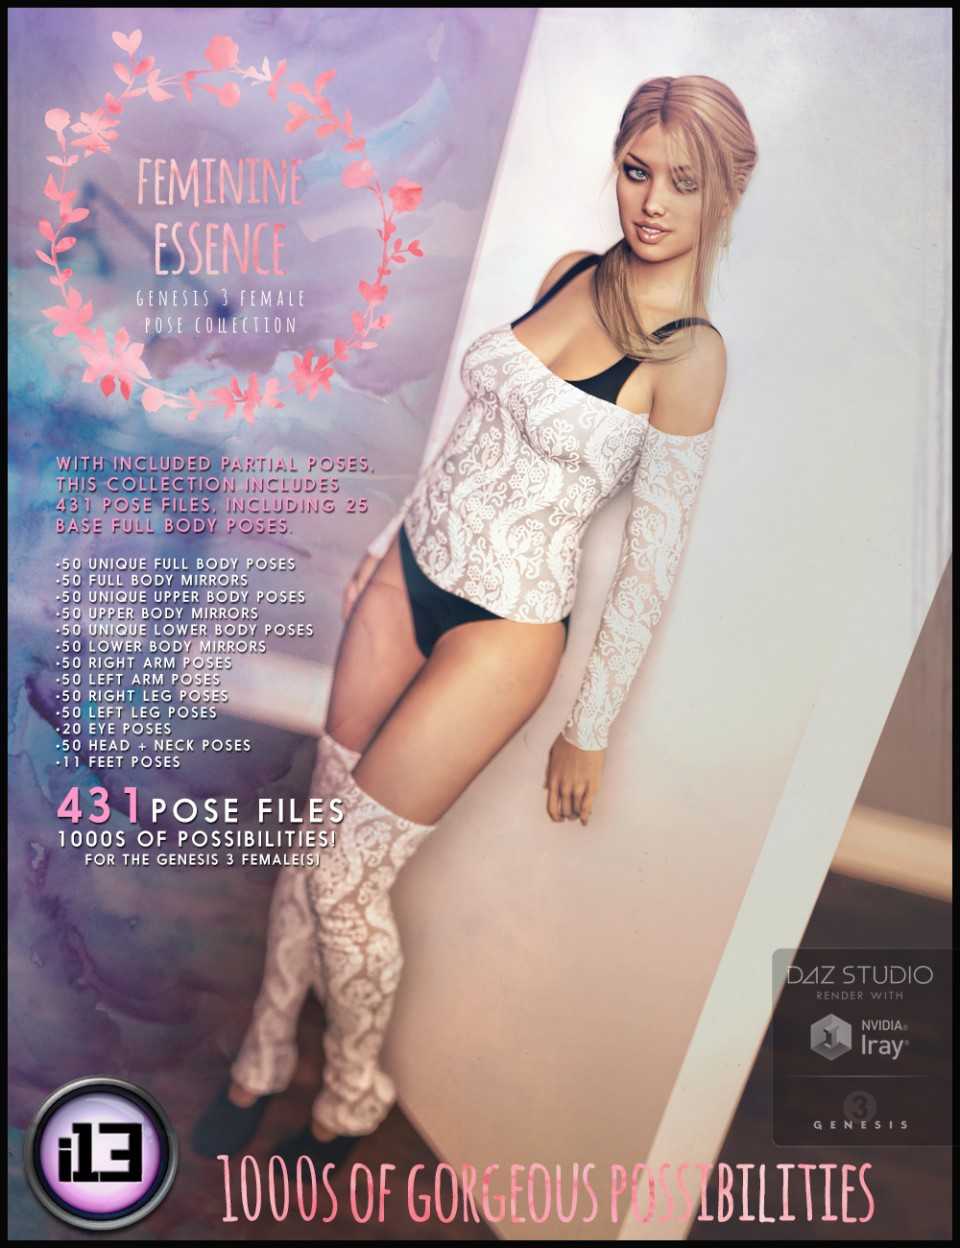 FEMININE
ESSENCE
GENESIS 3 FEMALE
POSE COLLECTION
WITH INCLUDED PARTIAL POSES,
THIS COLLECTION INCLUDES
431 POSE FILES, INCLUDING 25
BASE FULL BODY POSES.
•50 UNIQUE FULL BODY POSES
•50 FULL BODY MIRRORS
•50 UNIQUE UPPER BODY POSES
•50 UPPER BODY MIRRORS
•50 UNIQUE LOWER BODY POSES
•50 LOWER BODY MIRRORS
•50 RIGHT ARM POSES
•50 LEFT ARM POSES
•50 RIGHT LEG POSES
•50 LEFT LEG POSES
•20 EYE POSES
•50 HEAD + NECK POSES
•11 FEET POSES
431 POSE FILES
1000S OF POSSIBILITIES!
FOR THE GENESIS 3 FEMALE(S)
DAZ STUDIO
RENDER WITH
NVIDIA®
Iray®
3
GENESIS
i13
1000S OF GORGEOUS POSSIBILITIES